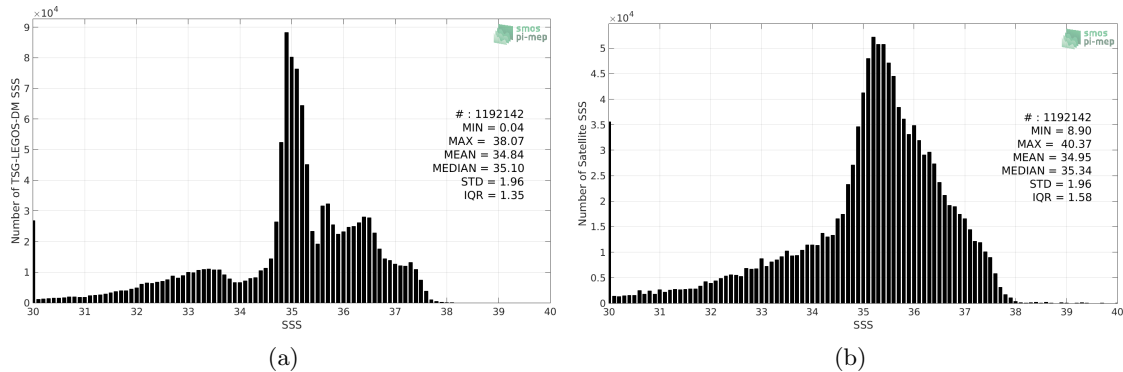 ×10⁴
9
8
7
6
5
4
3
2
1
0
Number of TSG-LEGOS-DM SSS
smos
pi-mep
# : 1192142
MIN = 0.04
MAX = 38.07
MEAN = 34.84
MEDIAN = 35.10
STD = 1.96
IQR = 1.35
30 31 32 33 34 35 36 37 38 39 40
SSS
(a)
×10⁴
5
4.5
4
3.5
3
2.5
2
1.5
1
0.5
0
Number of Satellite SSS
smos
pi-mep
# : 1192142
MIN = 8.90
MAX = 40.37
MEAN = 34.95
MEDIAN = 35.34
STD = 1.96
IQR = 1.58
30 31 32 33 34 35 36 37 38 39 40
SSS
(b)